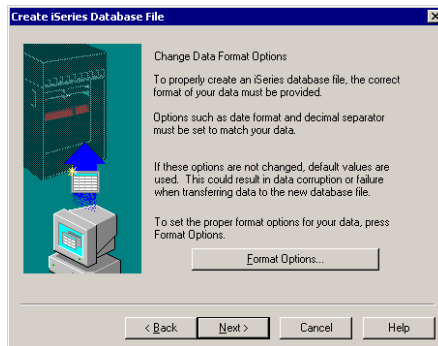 Create iSeries Database File
Change Data Format Options
To properly create an iSeries database file, the correct
format of your data must be provided.
Options such as date format and decimal separator
must be set to match your data.
If these options are not changed, default values are
used. This could result in data corruption or failure
when transferring data to the new database file.
To set the proper format options for your data, press
Format Options.
Format Options...
< Back
Next >
Cancel
Help